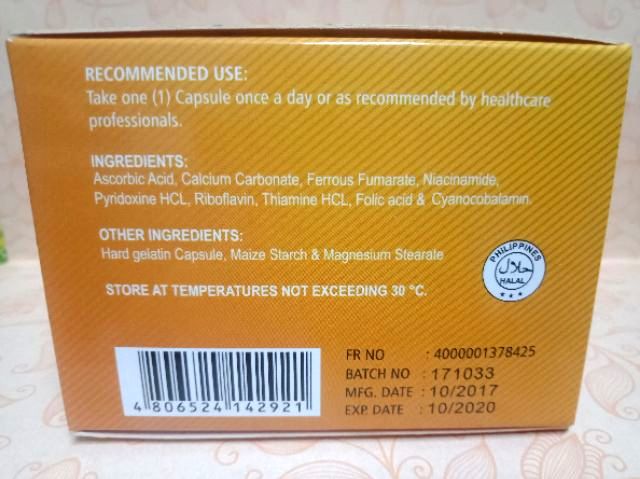 RECOMMENDED USE:
Take one (1) Capsule once a day or as recommended by healthcare
professionals.
INGREDIENTS:
Ascorbic Acid, Calcium Carbonate, Ferrous Fumarate, Niacinamide,
Pyridoxine HCL, Riboflavin, Thiamine HCL, Folic acid & Cyanocobalamin.
OTHER INGREDIENTS:
Hard gelatin Capsule, Maize Starch & Magnesium Stearate
PHILIPPINES
حلال
HALAL
STORE AT TEMPERATURES NOT EXCEEDING 30 °C.
FR NO : 4000001378425
BATCH NO : 171033
MFG. DATE : 10/2017
EXP. DATE : 10/2020
4 806524 142921